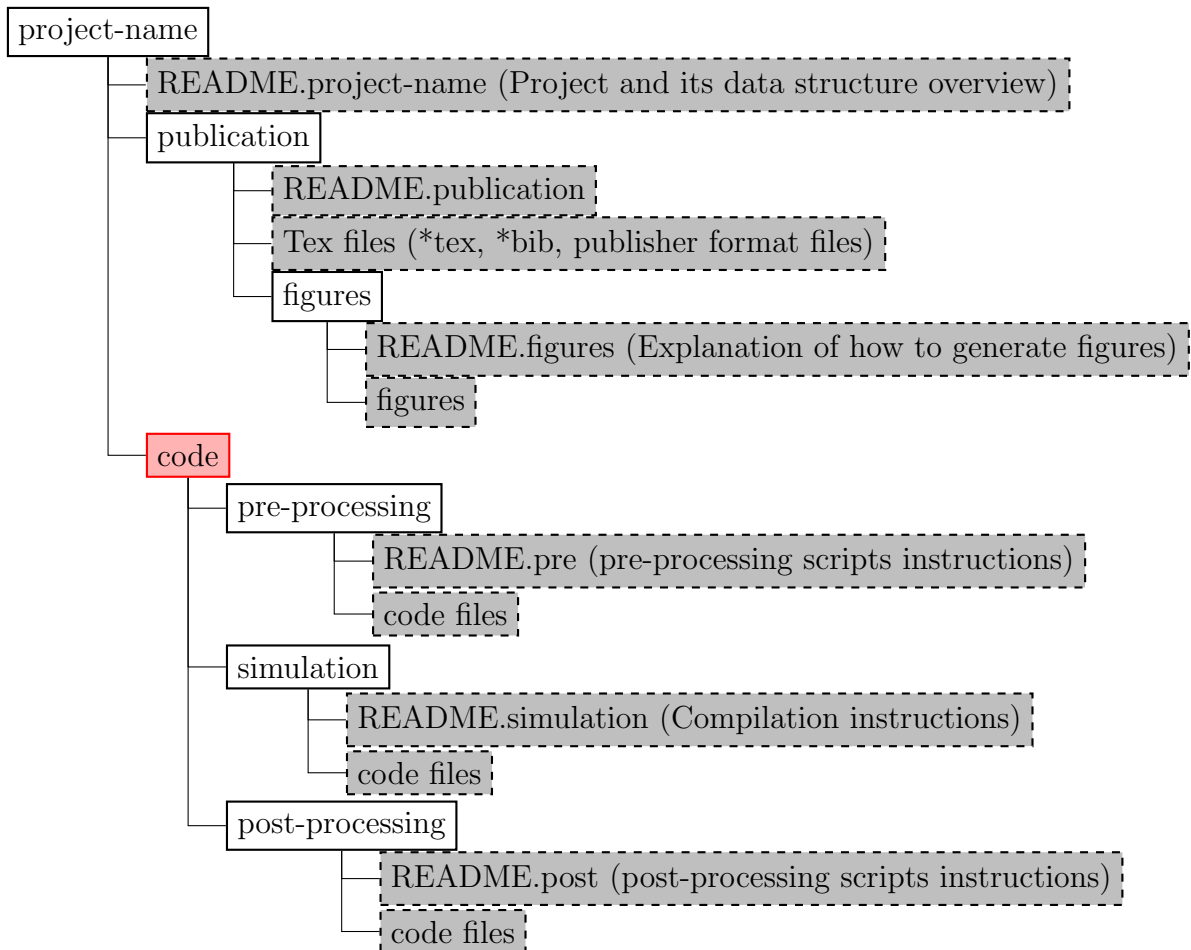 project-name
README.project-name (Project and its data structure overview)
publication
README.publication
Tex files (*tex, *bib, publisher format files)
figures
README.figures (Explanation of how to generate figures)
figures
code
pre-processing
README.pre (pre-processing scripts instructions)
code files
simulation
README.simulation (Compilation instructions)
code files
post-processing
README.post (post-processing scripts instructions)
code files